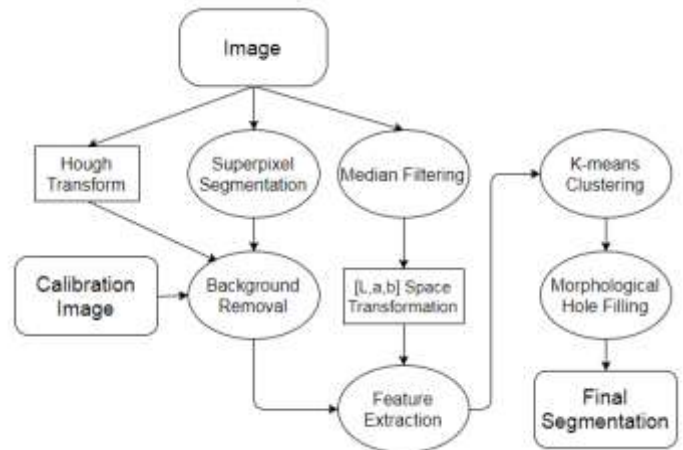 Image
Hough
Transform
Superpixel
Segmentation
Median Filtering
K-means
Clustering
Calibration
Image
Background
Removal
[L,a,b] Space
Transformation
Morphological
Hole Filling
Feature
Extraction
Final
Segmentation